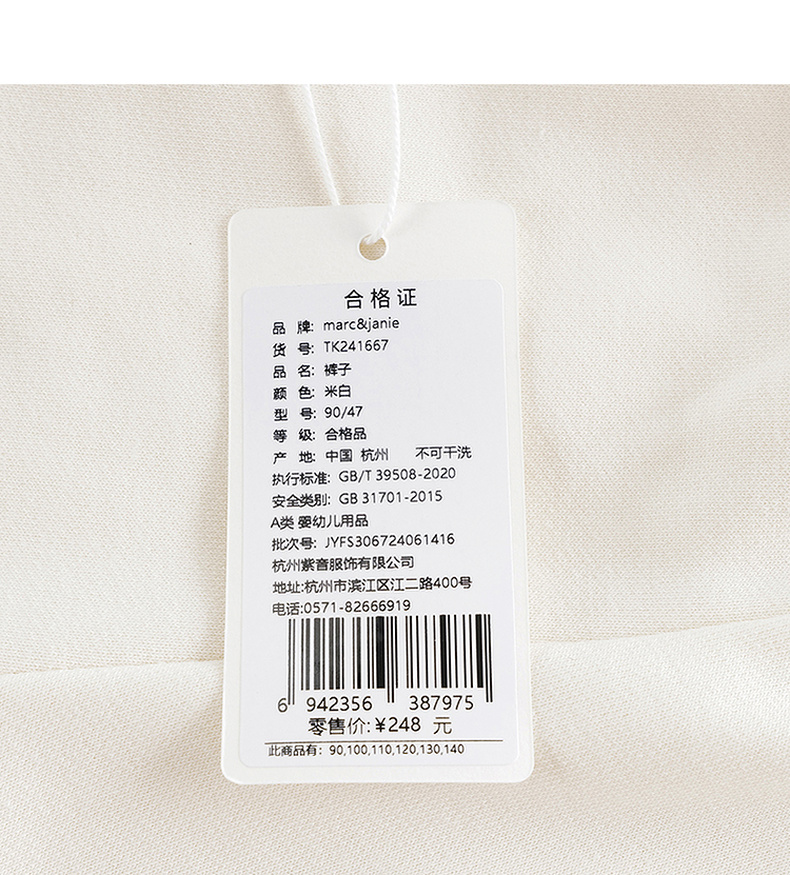 合格证
品 牌: marc&janie
货 号: TK241667
品 名: 裤子
颜 色: 米白
型 号: 90/47
等 级: 合格品
产 地: 中国 杭州 不可干洗
执行标准: GB/T 39508-2020
安全类别: GB 31701-2015
A类 婴幼儿用品
批次号: JYFS306724061416
杭州紫音服饰有限公司
地址:杭州市滨江区江二路400号
电话:0571-82666919
6 942356 387975
零售价:¥248 元
此商品有: 90,100,110,120,130,140